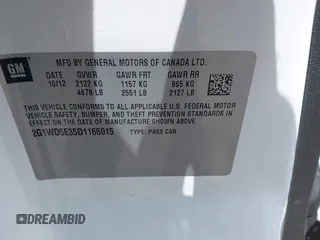 GM
MFD BY GENERAL MOTORS OF CANADA LTD.
DATE GVWR GAWR FRT GAWR RR
10/12 2122 KG 1157 KG 965 KG
4678 LB 2551 LB 2127 LB
THIS VEHICLE CONFORMS TO ALL APPLICABLE U.S. FEDERAL MOTOR
VEHICLE SAFETY, BUMPER, AND THEFT PREVENTION STANDARDS
IN EFFECT ON THE DATE OF MANUFACTURE SHOWN ABOVE.
2G1WD5E35D1166015 TYPE: PASS CAR
DREAMBID